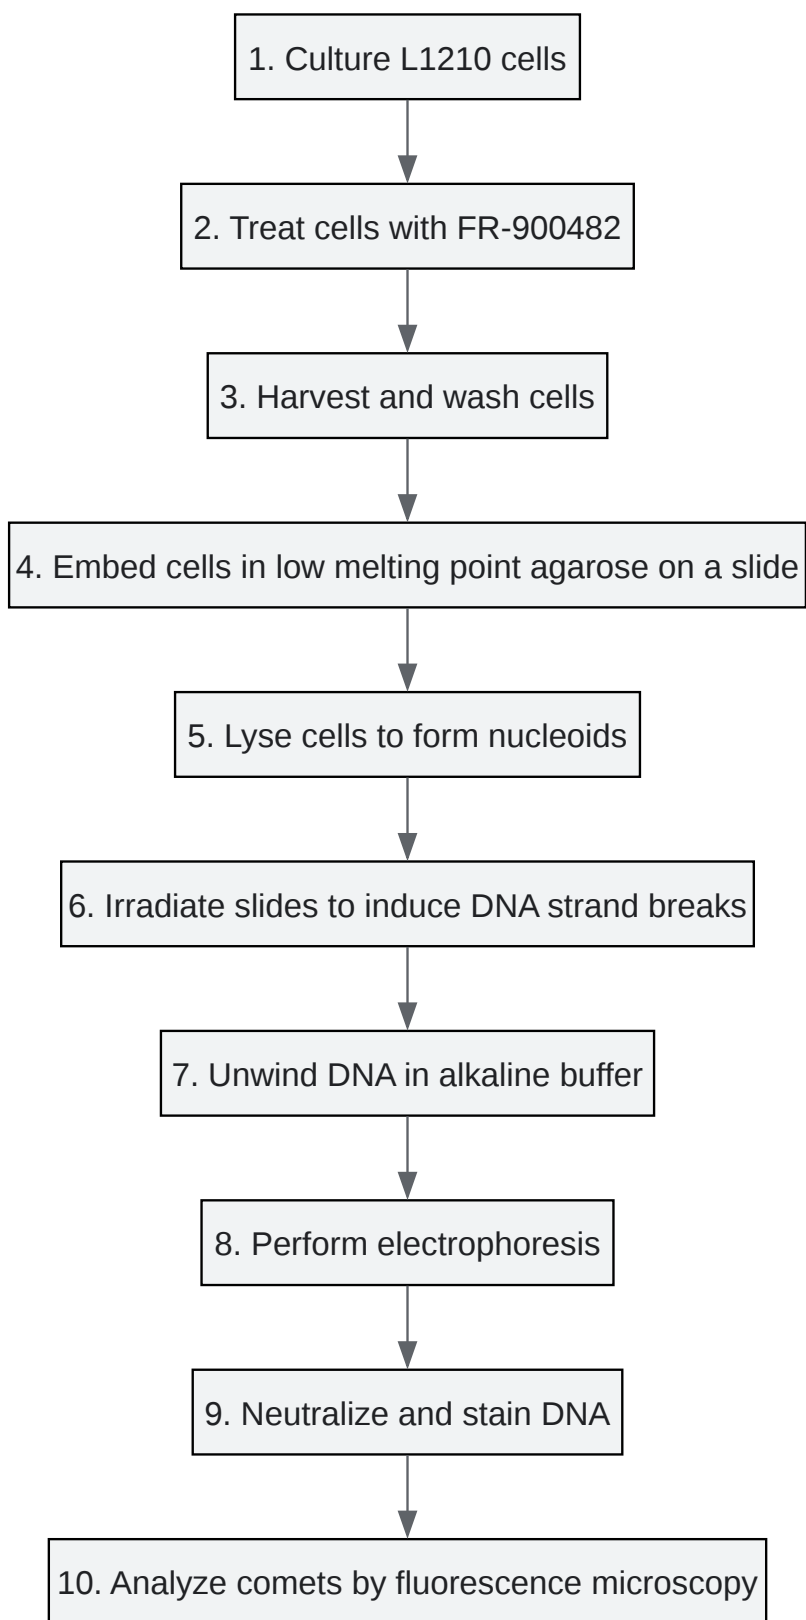 1. Culture L1210 cells
2. Treat cells with FR-900482
3. Harvest and wash cells
4. Embed cells in low melting point agarose on a slide
5. Lyse cells to form nucleoids
6. Irradiate slides to induce DNA strand breaks
7. Unwind DNA in alkaline buffer
8. Perform electrophoresis
9. Neutralize and stain DNA
10. Analyze comets by fluorescence microscopy